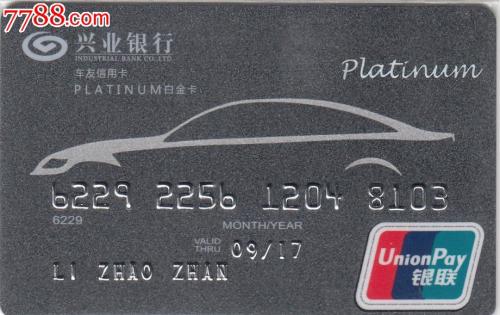 7788.com
兴业银行
INDUSTRIAL BANK CO.,LTD.
车友信用卡
PLATINUM白金卡
Platinum
6229 2256 1204 8103
6229
MONTH/YEAR
VALID THRU 09/17
LI ZHAO ZHAN
UnionPay
银联
7788.com